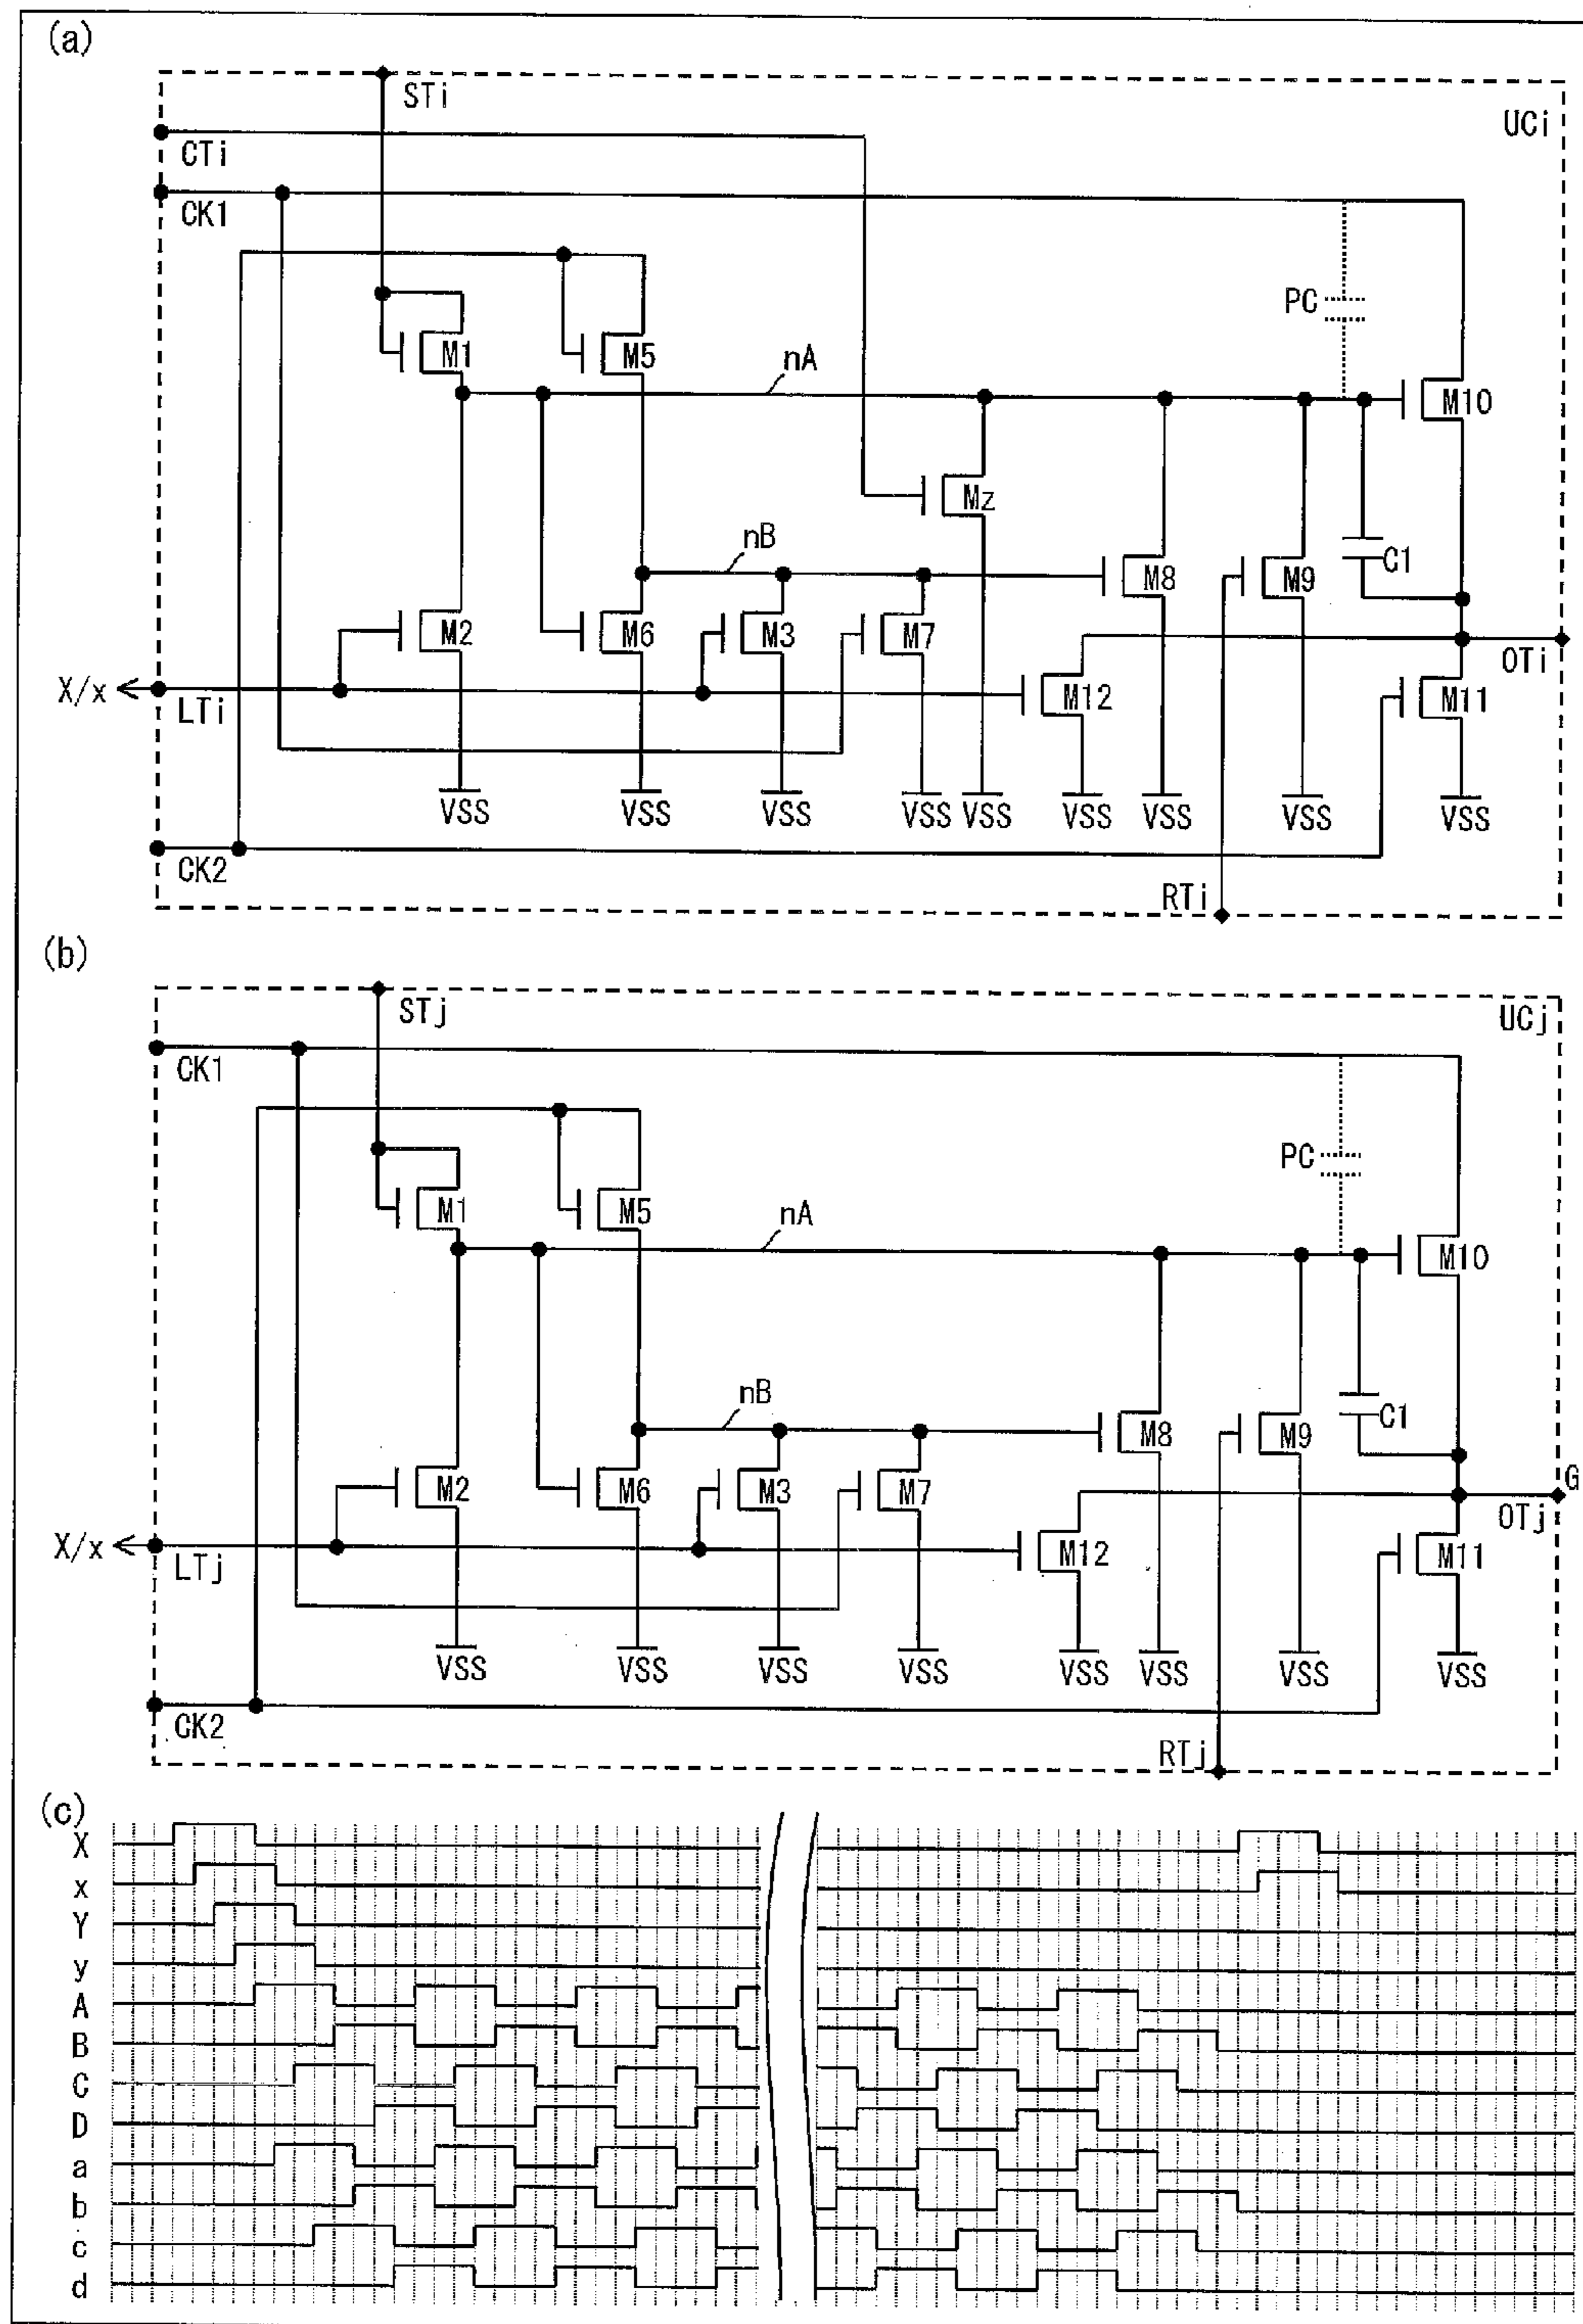 (a)
STi
UCi
CTi
CK1
PC
M1
M5
nA
M10
Mz
nB
C1
M8
M9
M2
M6
M3
M7
OTi
X/x
LTi
M12
M11
VSS
VSS
VSS
VSS
VSS
VSS
VSS
VSS
VSS
CK2
RTi
(b)
STj
UCj
CK1
PC
M1
M5
nA
M10
nB
C1
M8
M9
M2
M6
M3
M7
G
OTj
X/x
LTj
M12
M11
VSS
VSS
VSS
VSS
VSS
VSS
VSS
VSS
CK2
RTj
(c)
X
x
Y
y
A
B
C
D
a
b
c
d